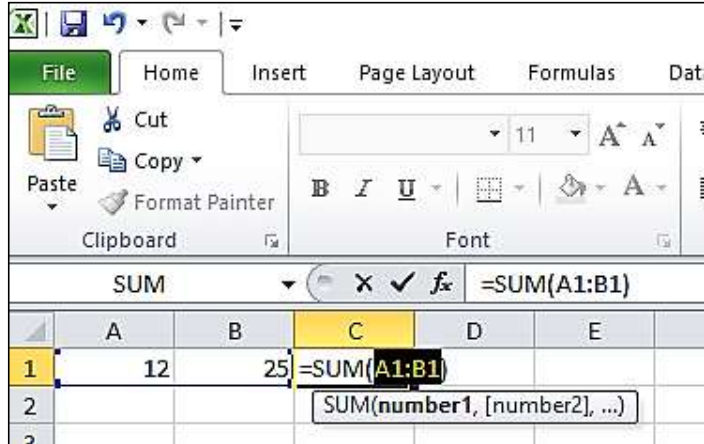 File Home Insert Page Layout Formulas Dat
Cut
Copy
Paste
Format Painter
11 A A
B I U A
Clipboard Font
SUM fx =SUM(A1:B1)
A B C D E
1 12 25 =SUM(A1:B1)
2 SUM(number1, [number2], ...)
3